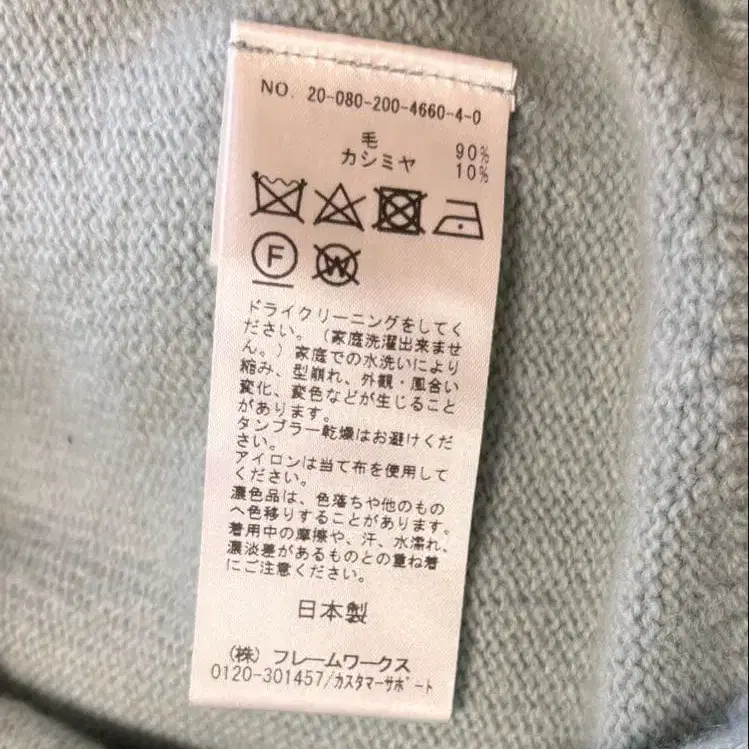 NO. 20-080-200-4660-4-0
毛 90%
カシミヤ 10%
F
W
ドライクリーニングをしてく
ださい。（家庭洗濯出来ませ
ん。）家庭での水洗いにより
縮み、型崩れ、外観・風合い
変化、変色などが生じること
があります。
タンブラー乾燥はお避けくだ
さい。
アイロンは当て布を使用して
ください。
濃色品は、色落ちや他のもの
へ色移りすることがあります。
着用中の摩擦や、汗、水濡れ、
濃淡差があるものとの重ね着
にご注意ください。
日本製
（株）フレームワークス
0120-301457/カスタマーサポート